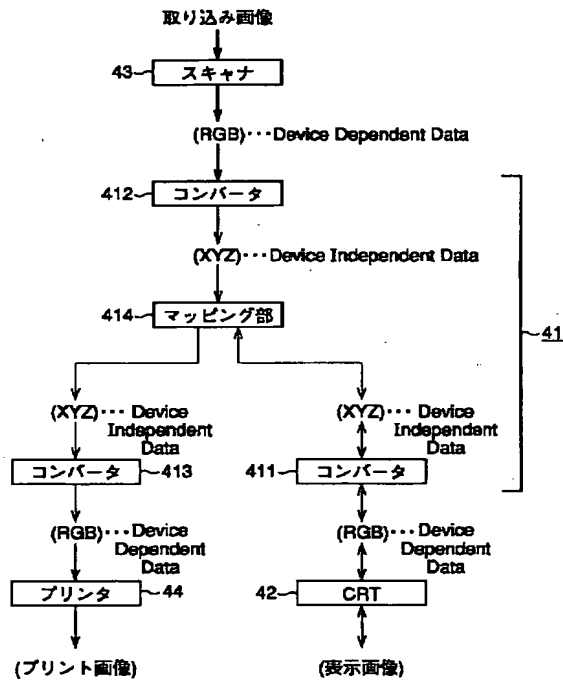 取り込み画像
43 スキャナ
(RGB)・・・Device Dependent Data
412 コンバータ
(XYZ)・・・Device Independent Data
414 マッピング部
41
(XYZ)・・・Device
Independent
Data
(XYZ)・・・Device
Independent
Data
コンバータ 413
411 コンバータ
(RGB)・・・Device
Dependent
Data
(RGB)・・・Device
Dependent
Data
プリンタ 44
42 CRT
(プリント画像)
(表示画像)